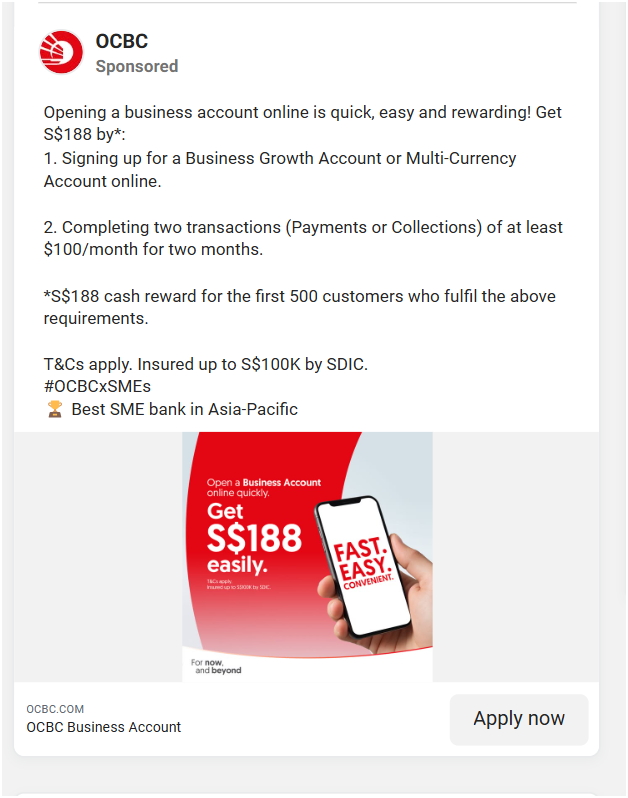 OCBC
Sponsored
Opening a business account online is quick, easy and rewarding! Get
S$188 by*:
1. Signing up for a Business Growth Account or Multi-Currency
Account online.
2. Completing two transactions (Payments or Collections) of at least
$100/month for two months.
*S$188 cash reward for the first 500 customers who fulfil the above
requirements.
T&Cs apply. Insured up to S$100K by SDIC.
#OCBCxSMEs
🏆 Best SME bank in Asia-Pacific
Open a Business Account
online quickly.
Get
S$188
easily.
T&Cs apply
Insured up to S$100K by SDIC.
FAST.
EASY.
CONVENIENT.
For now,
and beyond
OCBC.COM
OCBC Business Account
Apply now